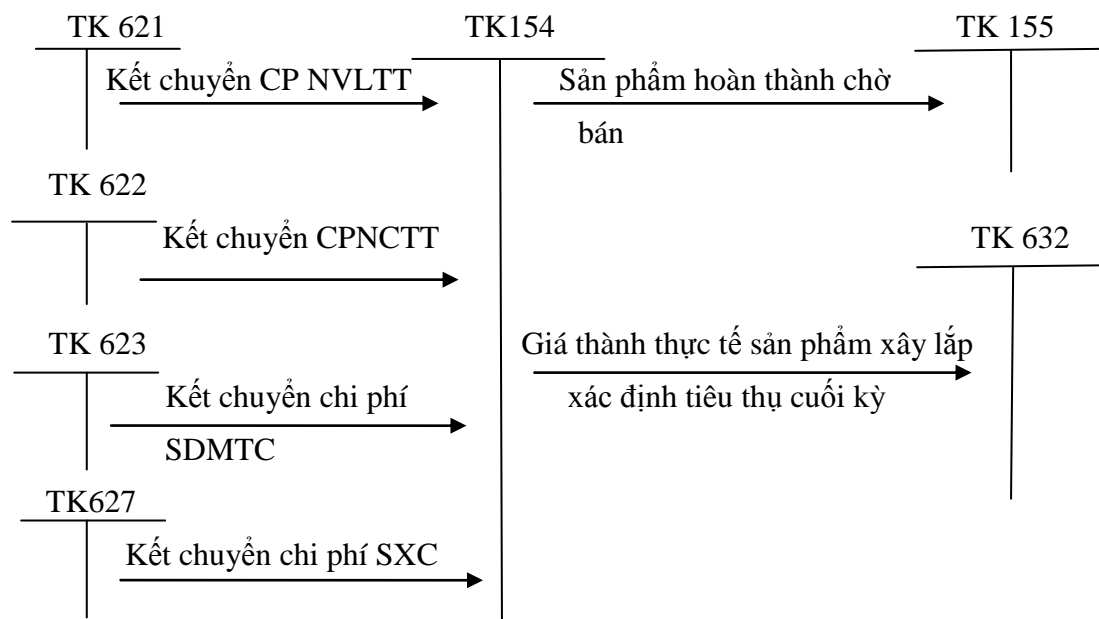 TK 621
TK154
TK 155
Kết chuyển CP NVLTT
Sản phẩm hoàn thành chờ
bán
TK 622
Kết chuyển CPNCTT
TK 632
TK 623
Giá thành thực tế sản phẩm xây lắp
Kết chuyển chi phí
xác định tiêu thụ cuối kỳ
SDMTC
TK627
Kết chuyển chi phí SXC